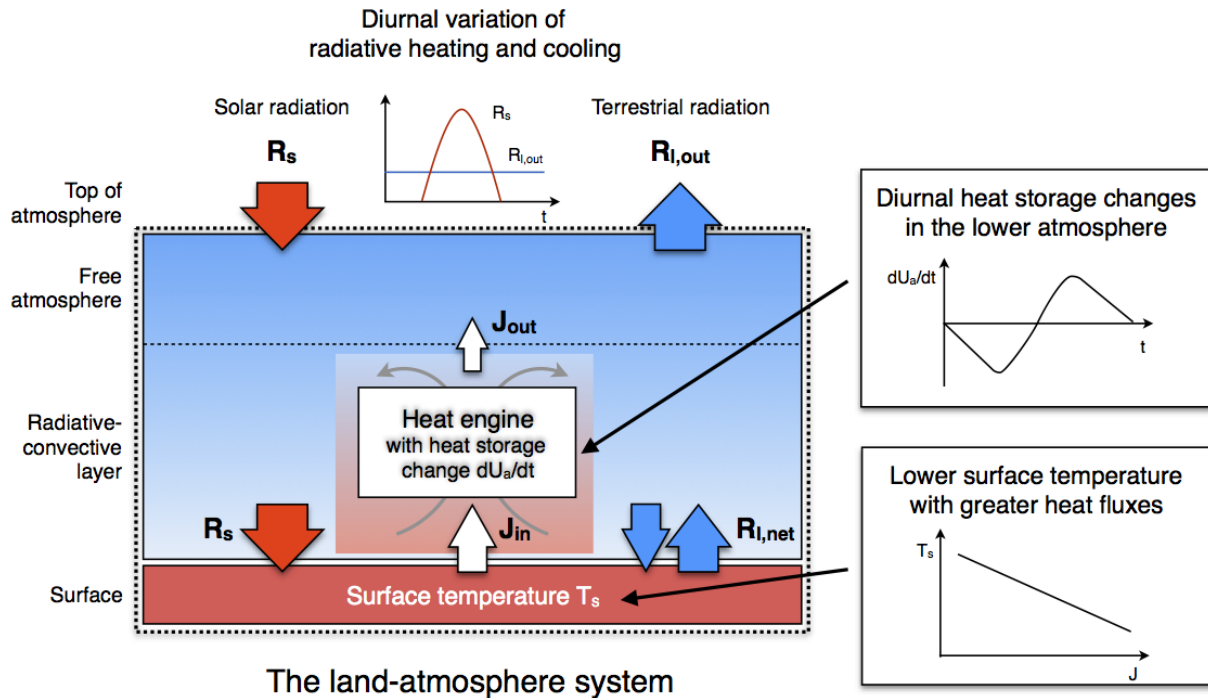 Diurnal variation of
radiative heating and cooling
Solar radiation
Rs
Rs
Rl,out
t
Terrestrial radiation
Rl,out
Top of
atmosphere
Free
atmosphere
Jout
Radiative-
convective
layer
Heat engine
with heat storage
change dUa/dt
Rs
Jin
Rl,net
Surface
Surface temperature Ts
The land-atmosphere system
Diurnal heat storage changes
in the lower atmosphere
dUa/dt
t
Lower surface temperature
with greater heat fluxes
Ts
J